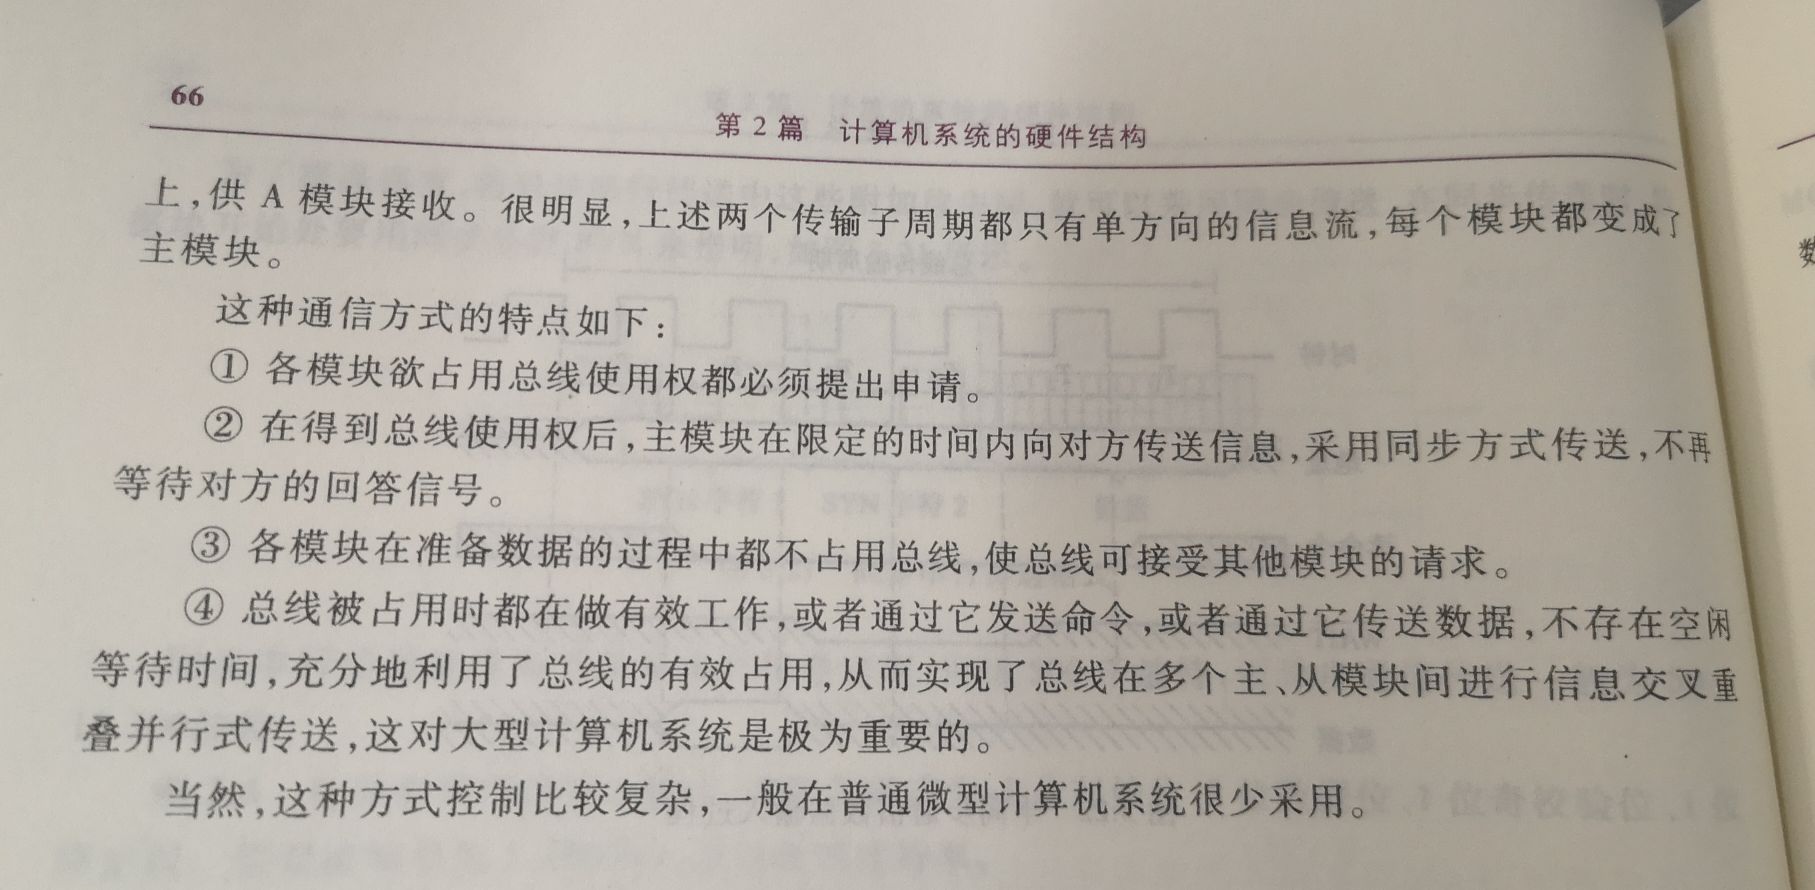 66
第2篇 计算机系统的硬件结构
上,供 A 模块接收。很明显,上述两个传输子周期都只有单方向的信息流,每个模块都变成了
主模块。
这种通信方式的特点如下:
① 各模块欲占用总线使用权都必须提出申请。
② 在得到总线使用权后,主模块在限定的时间内向对方传送信息,采用同步方式传送,不再
等待对方的回答信号。
③ 各模块在准备数据的过程中都不占用总线,使总线可接受其他模块的请求。
④ 总线被占用时都在做有效工作,或者通过它发送命令,或者通过它传送数据,不存在空闲
等待时间,充分地利用了总线的有效占用,从而实现了总线在多个主、从模块间进行信息交叉重
叠并行式传送,这对大型计算机系统是极为重要的。
当然,这种方式控制比较复杂,一般在普通微型计算机系统很少采用。